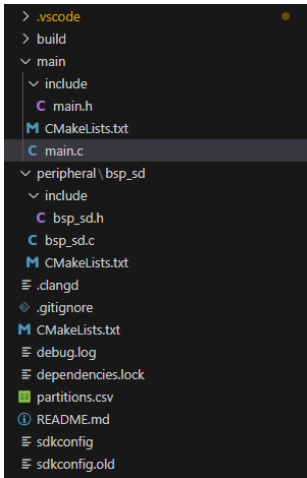 .vscode
build
main
include
C main.h
M CMakeLists.txt
C main.c
peripheral\bsp_sd
include
C bsp_sd.h
C bsp_sd.c
M CMakeLists.txt
.clangd
.gitignore
M CMakeLists.txt
debug.log
dependencies.lock
partitions.csv
README.md
sdkconfig
sdkconfig.old